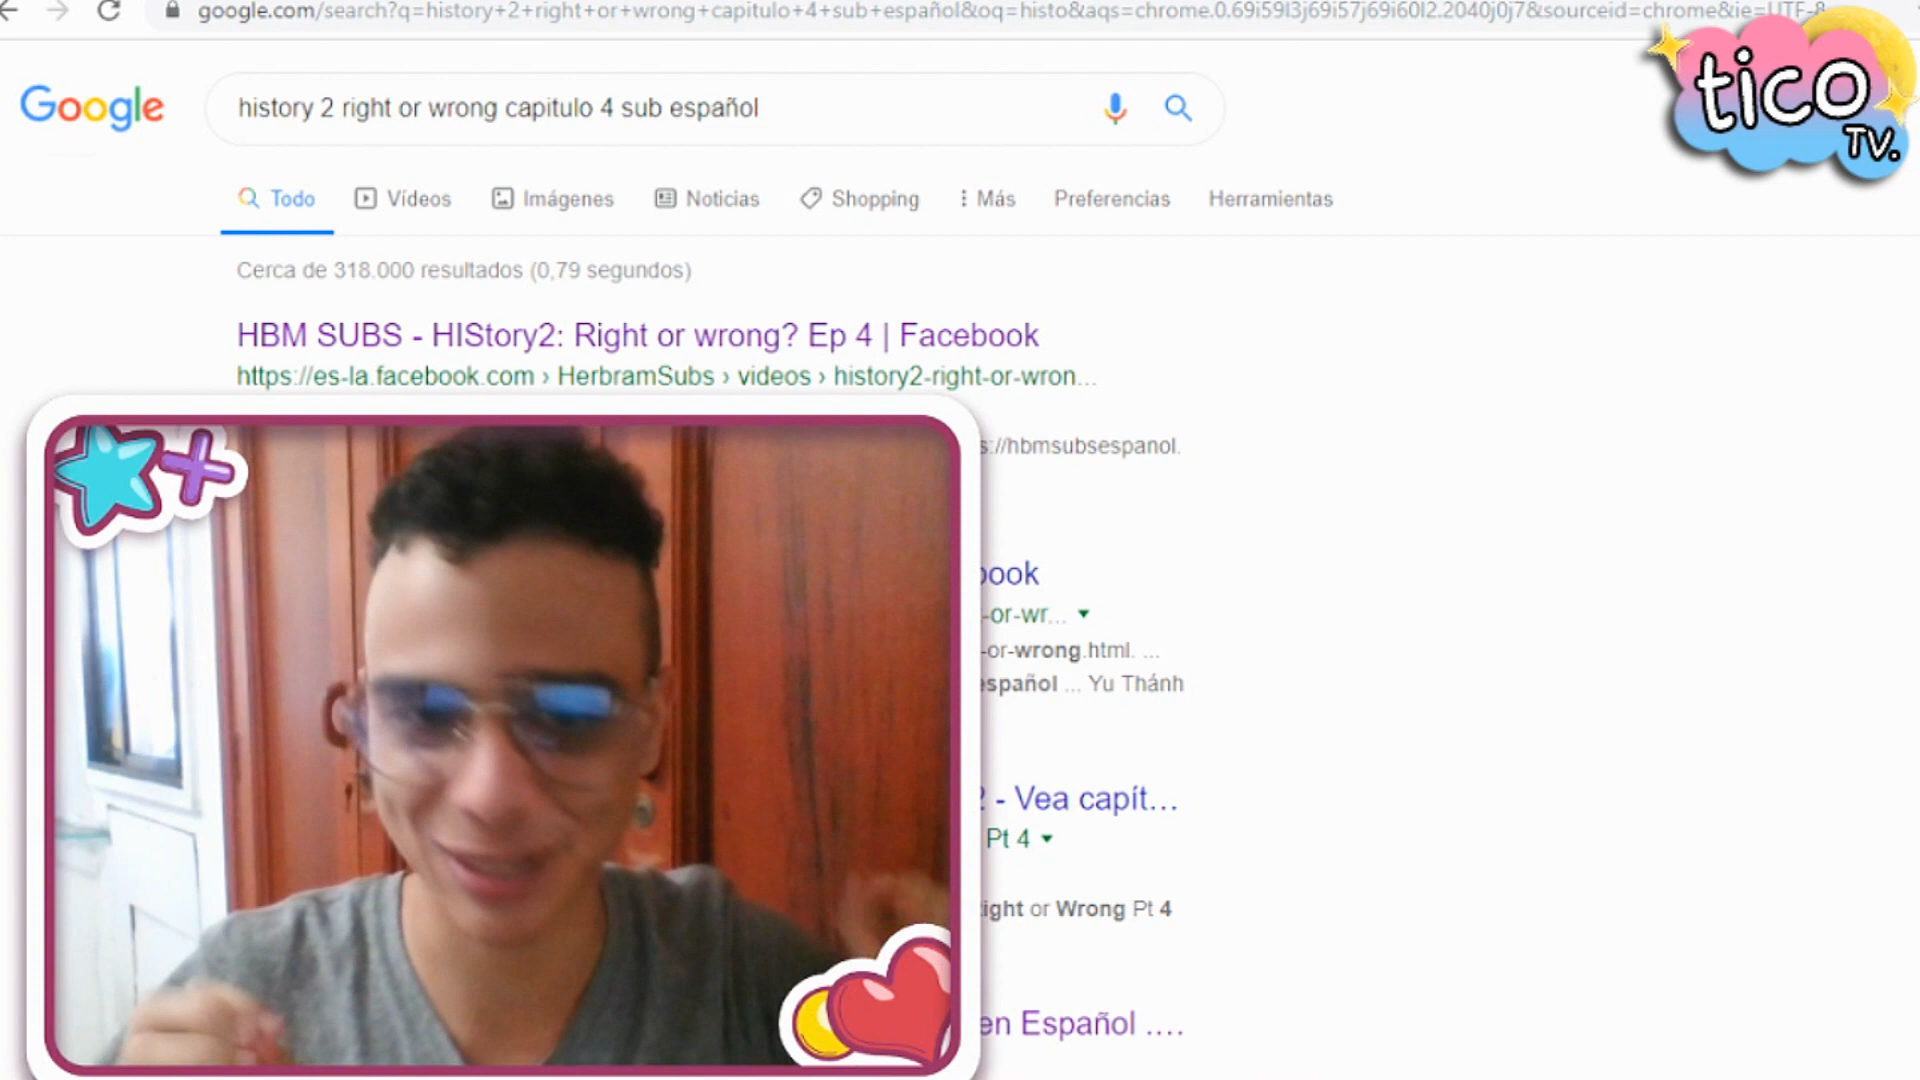 google.com/search?q=history+2+right+or+wrong+capitulo+4+sub+español&oq=histo&aqs=chrome.0.69i59l3j69i57j69i60l2.2040j0j7&sourceid=chrome&ie=UTF-8
tico
TV.
Google
history 2 right or wrong capitulo 4 sub español
Todo Vídeos Imágenes Noticias Shopping Más Preferencias Herramientas
Cerca de 318.000 resultados (0,79 segundos)
HBM SUBS - HIStory2: Right or wrong? Ep 4 | Facebook
https://es-la.facebook.com › HerbramSubs › videos › history2-right-or-wron...
s://hbmsubsespanol.
book
-or-wr...
-or-wrong.html. ...
español ... Yu Thánh
2 - Vea capít...
Pt 4
ight or Wrong Pt 4
en Español ....